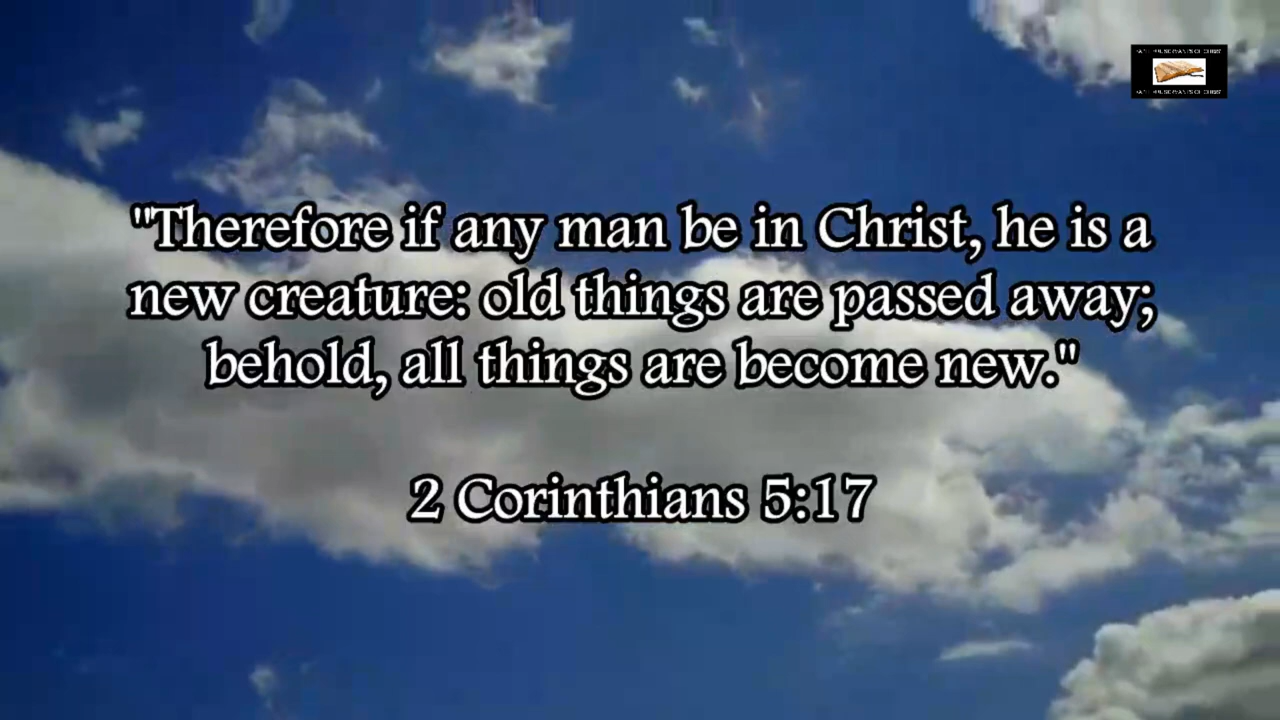 "Therefore if any man be in Christ, he is a
new creature: old things are passed away;
behold, all things are become new."
2 Corinthians 5:17